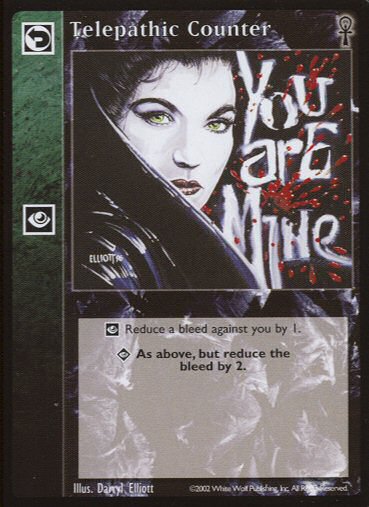 Telepathic Counter
You
are
Mine
ELLIOTT 96
Reduce a bleed against you by 1.
As above, but reduce the
bleed by 2.
Illus. Darryl Elliott
©2002 White Wolf Publishing, Inc. All Rights Reserved.